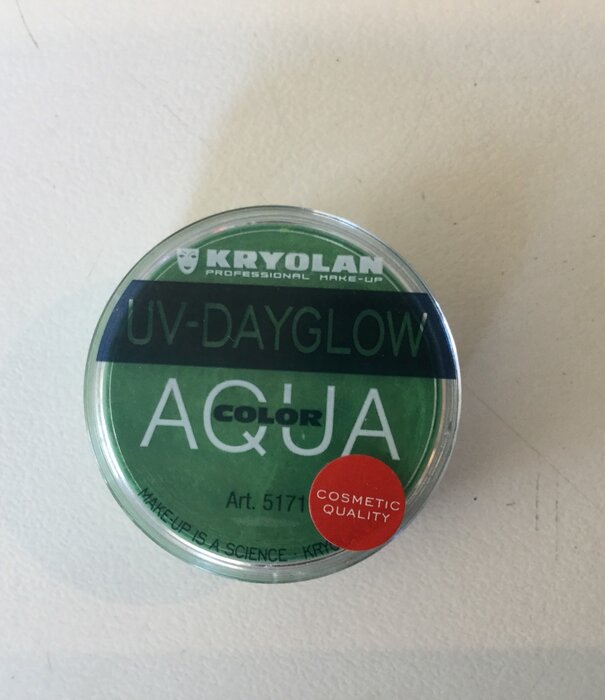 KRYOLAN
PROFESSIONAL MAKE-UP
UV-DAYGLOW
AQUA
COLOR
Art. 5171
COSMETIC
QUALITY
MAKE-UP IS A SCIENCE ·